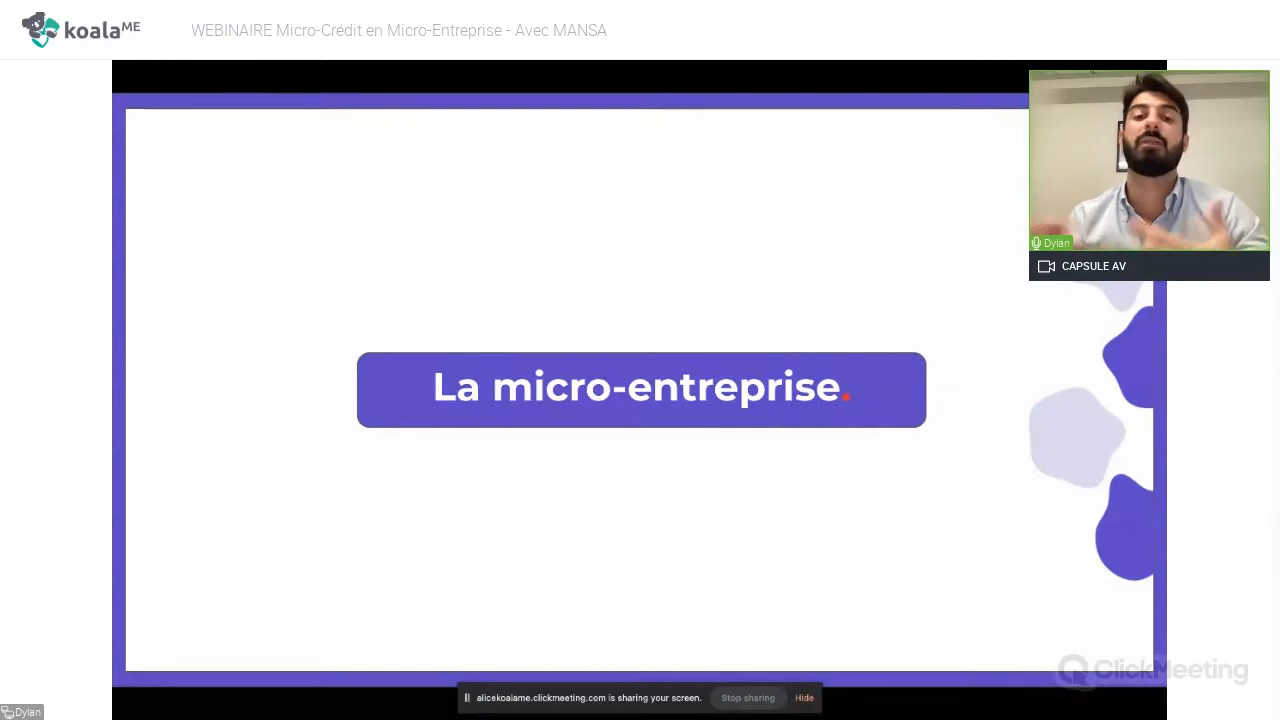 koala ME
WEBINAIRE Micro-Crédit en Micro-Entreprise - Avec MANSA
Dylan
CAPSULE AV
La micro-entreprise.
ClickMeeting
alicekoalame.clickmeeting.com is sharing your screen. Stop sharing Hide
Dylan